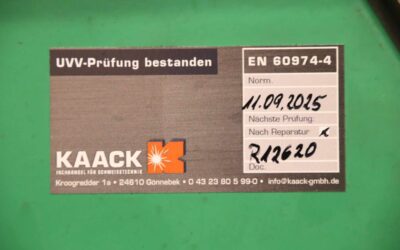 UVV-Prüfung bestanden
EN 60974-4
Norm.
11.09.2025
Nächste Prüfung:
Nach Reparatur x
R12620
Doc.
KAACK
FACHHANDEL FÜR SCHWEISSTECHNIK
Kroogredder 1a • 24610 Gönnebek • 0 43 23 80 5 99-0 • info@kaack-gmbh.de